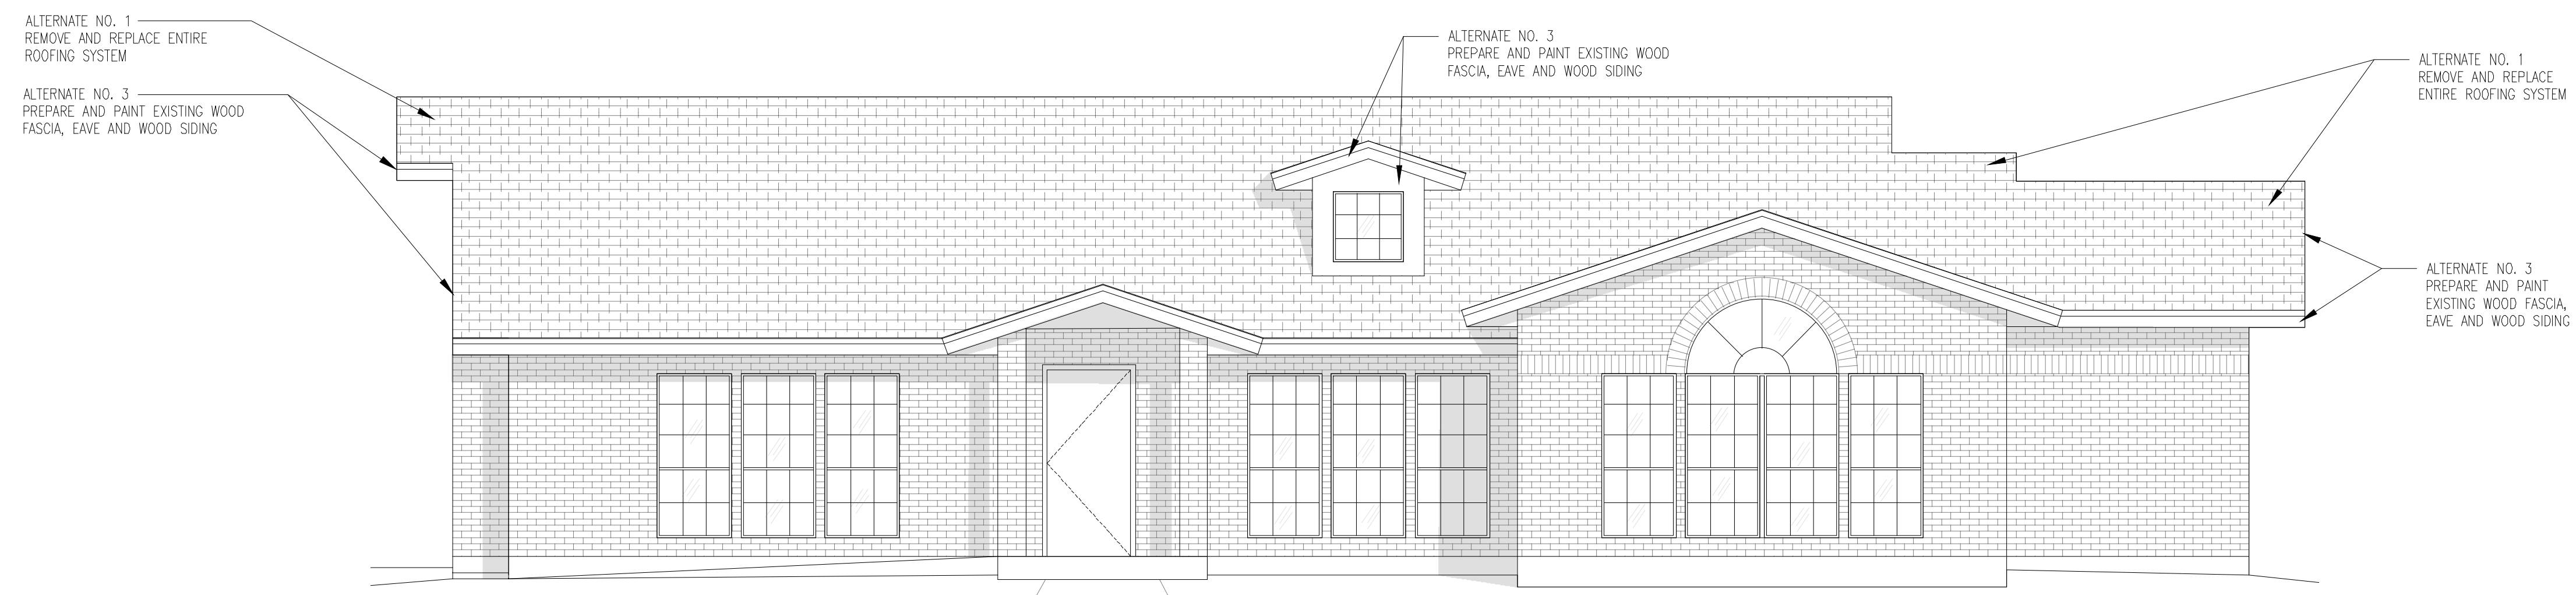 ALTERNATE NO. 1
REMOVE AND REPLACE ENTIRE
ROOFING SYSTEM
ALTERNATE NO. 3
PREPARE AND PAINT EXISTING WOOD
FASCIA, EAVE AND WOOD SIDING
ALTERNATE NO. 3
PREPARE AND PAINT EXISTING WOOD
FASCIA, EAVE AND WOOD SIDING
ALTERNATE NO. 1
REMOVE AND REPLACE
ENTIRE ROOFING SYSTEM
ALTERNATE NO. 3
PREPARE AND PAINT
EXISTING WOOD FASCIA,
EAVE AND WOOD SIDING